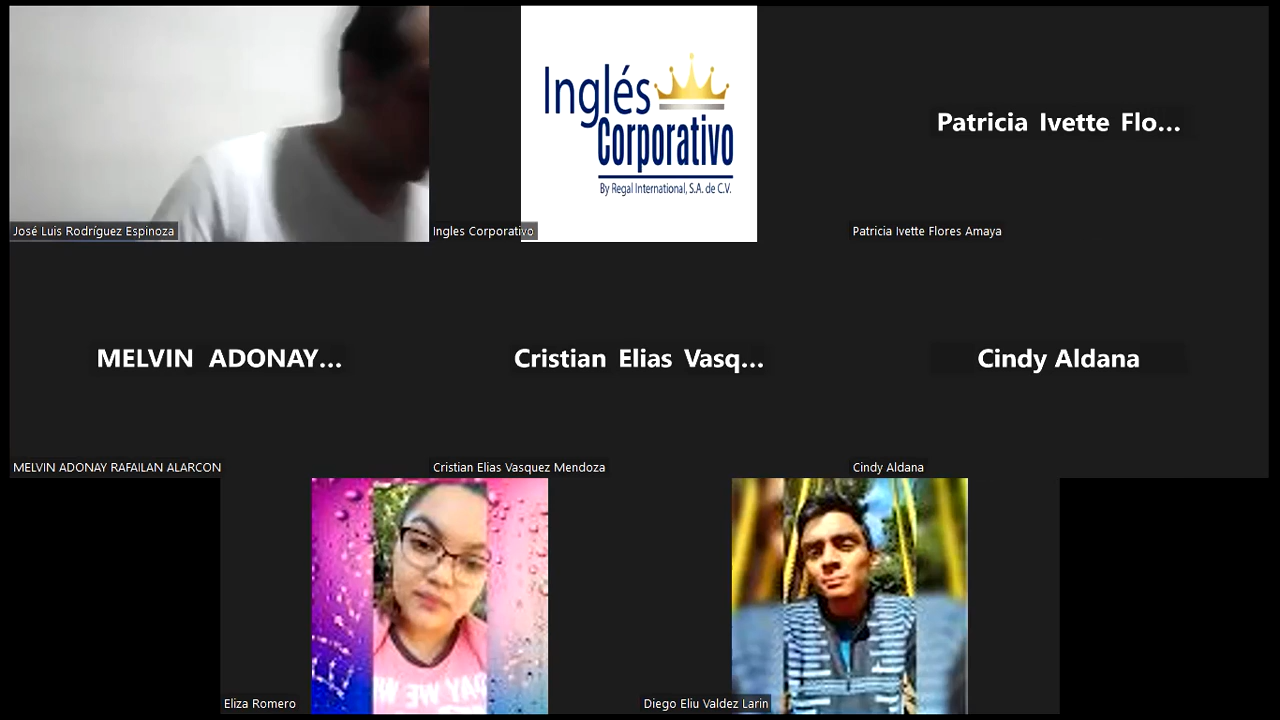 Inglés
Corporativo
By Regal International, S.A. de C.V.
Patricia Ivette Flo...
José Luis Rodríguez Espinoza
Ingles Corporativo
Patricia Ivette Flores Amaya
MELVIN ADONAY...
Cristian Elias Vasq...
Cindy Aldana
MELVIN ADONAY RAFAILAN ALARCON
Cristian Elias Vasquez Mendoza
Cindy Aldana
Eliza Romero
Diego Eliu Valdez Larin